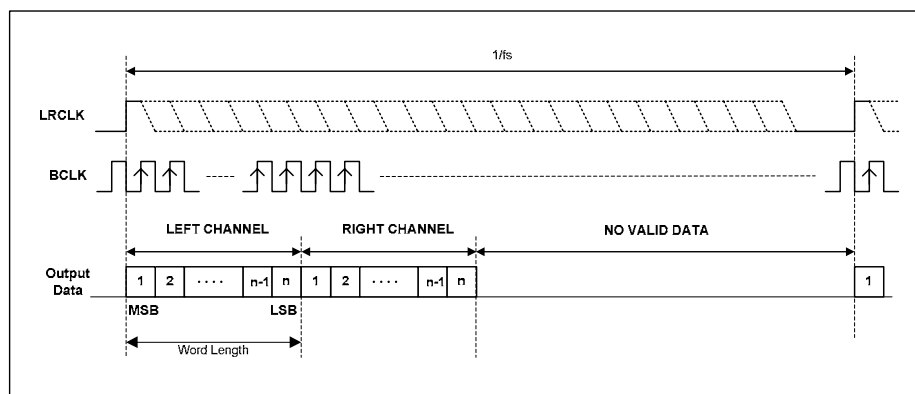 1/fs
LRCLK
BCLK
LEFT CHANNEL RIGHT CHANNEL NO VALID DATA
Output
Data
1 2 .... n-1 n 1 2 .... n-1 n 1
MSB LSB
Word Length